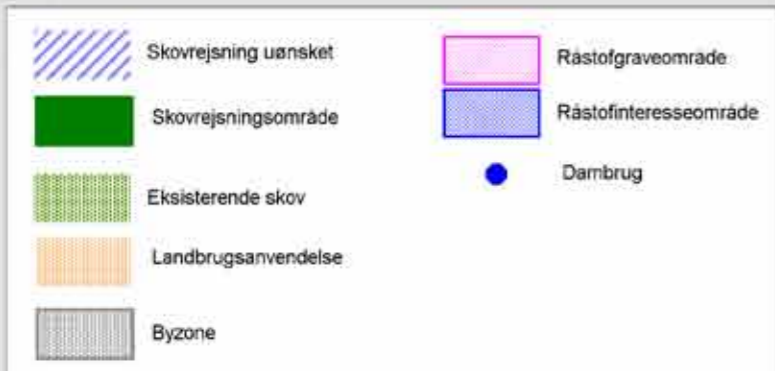 Skovrejsning uønsket
Skovrejsningsområde
Eksisterende skov
Landbrugsanvendelse
Byzone
Råstofgraveområde
Råstofinteresseområde
Dambrug